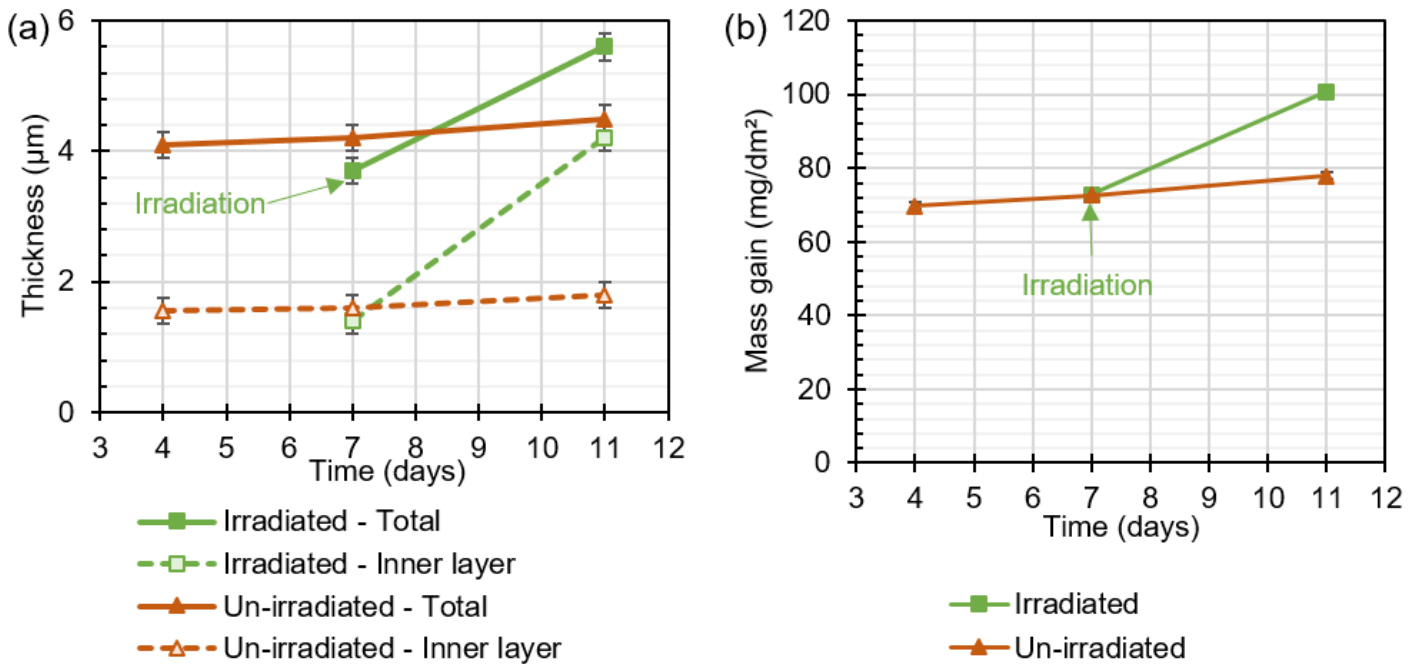 (a)
Thickness (µm)
6
4
2
0
Irradiation
3 4 5 6 7 8 9 10 11 12
Time (days)
Irradiated - Total
Irradiated - Inner layer
Un-irradiated - Total
Un-irradiated - Inner layer
(b)
Mass gain (mg/dm²)
120
100
80
60
40
20
0
Irradiation
3 4 5 6 7 8 9 10 11 12
Time (days)
Irradiated
Un-irradiated